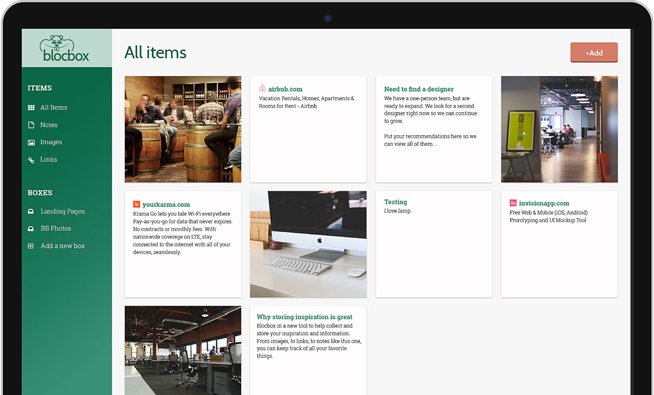 blocbox
All items
+Add
ITEMS
All Items
Notes
Images
Links
BOXES
Landing Pages
BB Photos
Add a new box
airbnb.com
Vacation Rentals, Homes, Apartments &
Rooms for Rent - Airbnb
Need to find a designer
We have a one-person team, but are
ready to expand. We look for a second
designer right now so we can continue
to grow.
Put your recommendations here so we
can view all of them ...
yourkarma.com
Krama Go lets you take Wi-Fi everywhere
Pay-as-you-go for data that never expires.
No contracts or monthly fees. With
nationwide coverege on LTE, stay
connected to the internet with all of your
devices, seamlessly.
Testing
I love lamp.
invisionapp.com
Free Web & Mobile (iOS, Android)
Prorotyping and UI Mockup Tool
Why storing inspiration is great
Blocbox in a new tool to help collect and
store your inspiration and information.
From images, to links, to notes like this one,
you can keep track of all your favorite
things.